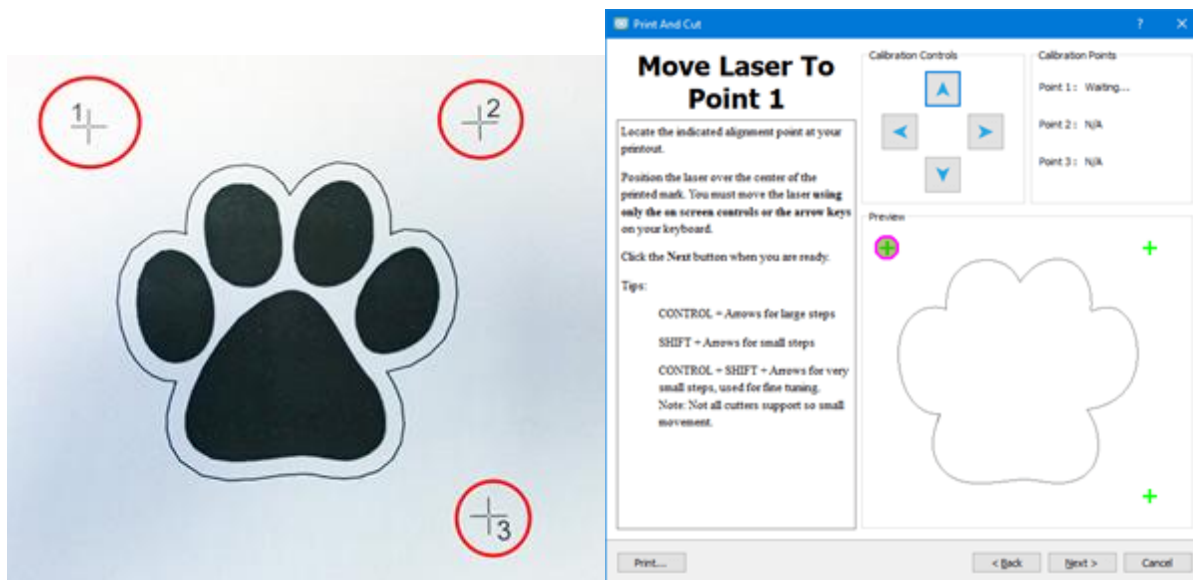 1
2
3
Print And Cut
?
Move Laser To
Point 1
Locate the indicated alignment point at your
printout.
Position the laser over the center of the
printed mark. You must move the laser using
only the on screen controls or the arrow keys
on your keyboard.
Click the Next button when you are ready.
Tips:
CONTROL + Arrows for large steps
SHIFT + Arrows for small steps
CONTROL + SHIFT + Arrows for very
small steps, used for fine tuning.
Note: Not all cutters support so small
movement.
Calibration Controls
Calibration Points
Point 1: Waiting...
Point 2: N/A
Point 3: N/A
Preview
Print...
< Back
Next >
Cancel